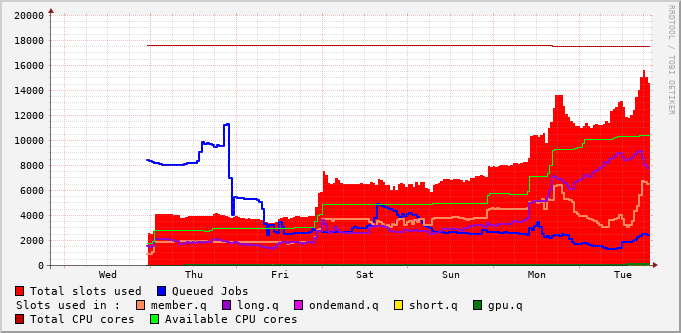 20000
18000
16000
14000
12000
10000
8000
6000
4000
2000
0
Wed Thu Fri Sat Sun Mon Tue
RRDTOOL / TOBI OETIKER
Total slots used Queued Jobs
Slots used in : member.q long.q ondemand.q short.q gpu.q
Total CPU cores Available CPU cores